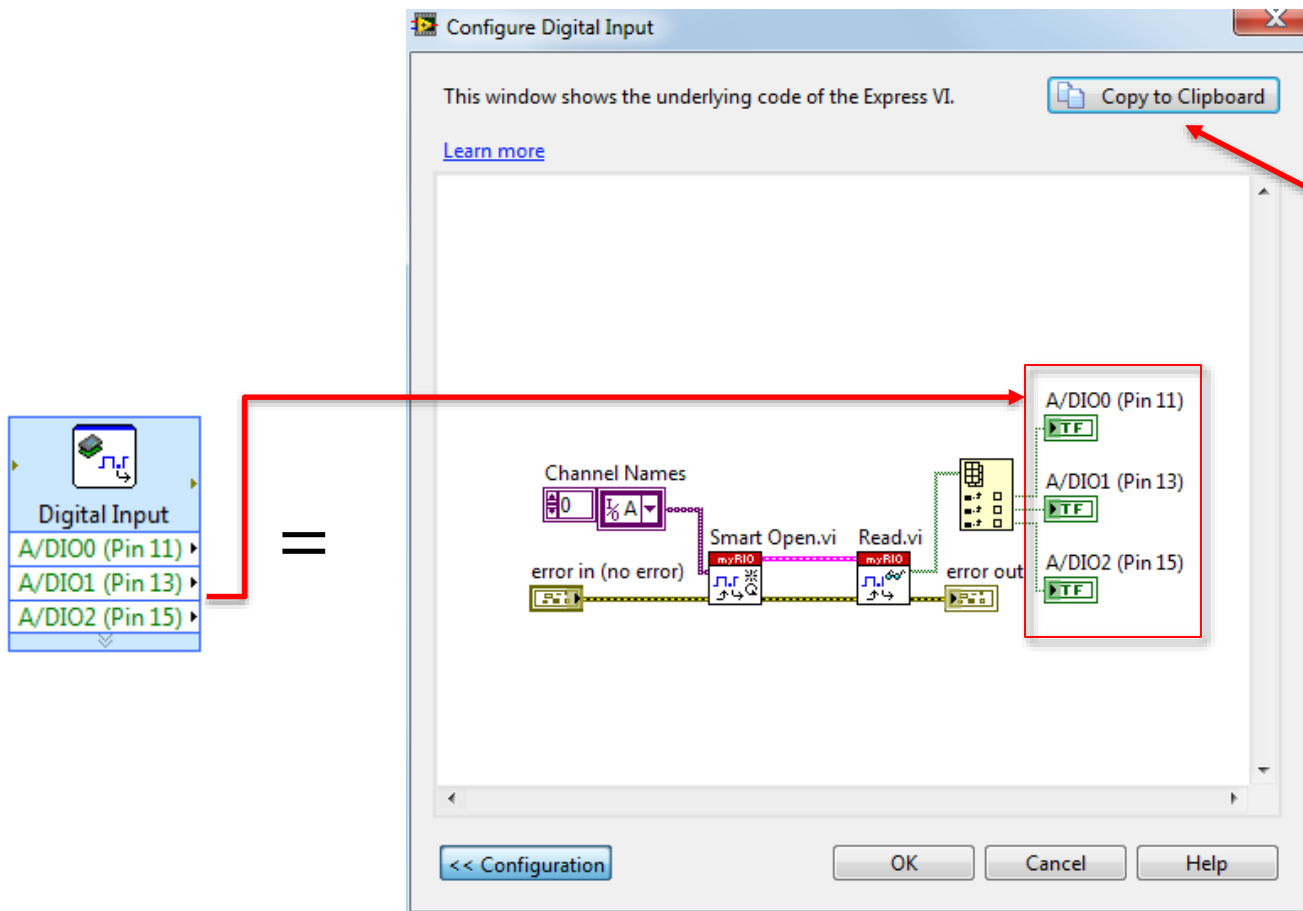 Configure Digital Input
X
This window shows the underlying code of the Express VI.
Copy to Clipboard
Learn more
Digital Input
A/DIO0 (Pin 11)
A/DIO1 (Pin 13)
A/DIO2 (Pin 15)
=
Channel Names
0
I/O A
error in (no error)
Smart Open.vi
myRIO
Read.vi
myRIO
error out
A/DIO0 (Pin 11)
TF
A/DIO1 (Pin 13)
TF
A/DIO2 (Pin 15)
TF
<< Configuration
OK
Cancel
Help